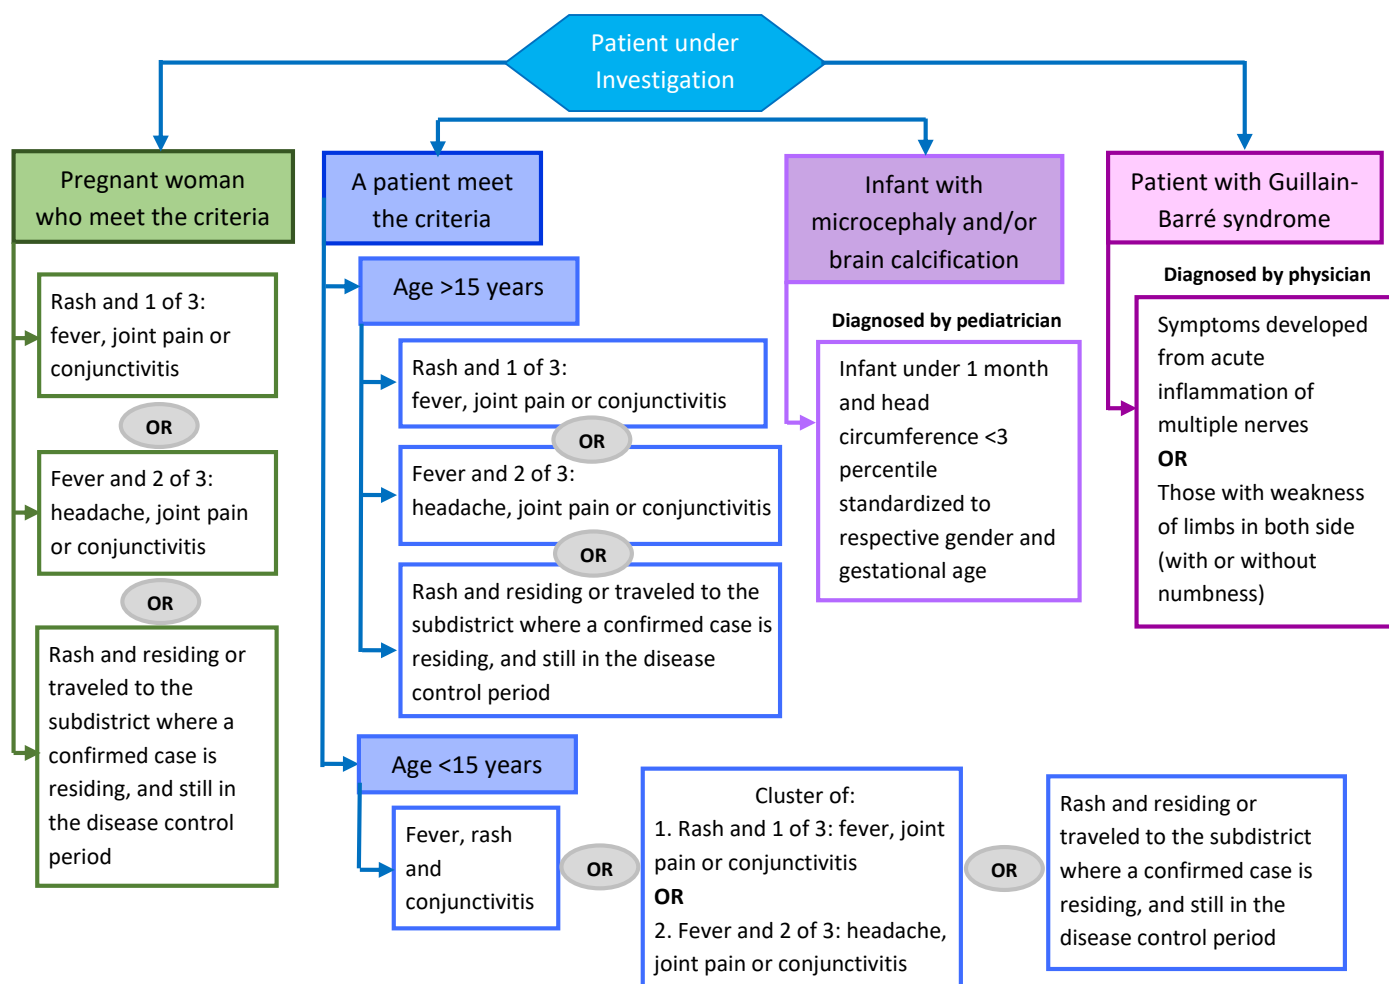 Patient under
Investigation
Pregnant woman
who meet the criteria
Rash and 1 of 3:
fever, joint pain or
conjunctivitis
OR
Fever and 2 of 3:
headache, joint pain
or conjunctivitis
OR
Rash and residing or
traveled to the
subdistrict where a
confirmed case is
residing, and still in
the disease control
period
A patient meet
the criteria
Age >15 years
Rash and 1 of 3:
fever, joint pain or conjunctivitis
OR
Fever and 2 of 3:
headache, joint pain or conjunctivitis
OR
Rash and residing or traveled to the
subdistrict where a confirmed case is
residing, and still in the disease
control period
Age <15 years
Fever, rash
and
conjunctivitis
OR
Cluster of:
1. Rash and 1 of 3: fever, joint
pain or conjunctivitis
OR
2. Fever and 2 of 3: headache,
joint pain or conjunctivitis
OR
Rash and residing or
traveled to the subdistrict
where a confirmed case is
residing, and still in the
disease control period
Infant with
microcephaly and/or
brain calcification
Diagnosed by pediatrician
Infant under 1 month
and head
circumference <3
percentile
standardized to
respective gender and
gestational age
Patient with Guillain-
Barré syndrome
Diagnosed by physician
Symptoms developed
from acute
inflammation of
multiple nerves
OR
Those with weakness
of limbs in both side
(with or without
numbness)